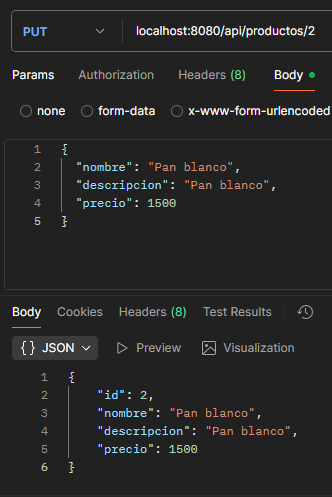 PUT localhost:8080/api/productos/2
Params Authorization Headers (8) Body
none form-data x-www-form-urlencoded
1 {
2 "nombre": "Pan blanco",
3 "descripcion": "Pan blanco",
4 "precio": 1500
5 }
Body Cookies Headers (8) Test Results
{ } JSON Preview Visualization
1 {
2 "id": 2,
3 "nombre": "Pan blanco",
4 "descripcion": "Pan blanco",
5 "precio": 1500
6 }